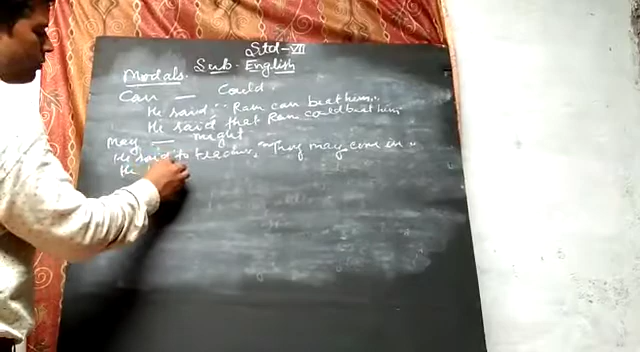 Std-VII
Sub - English
Modals.
Can — Could.
He said, "Ram can beat him."
He said that Ram could beat him.
May — might
He said to teacher, " may come in."
He